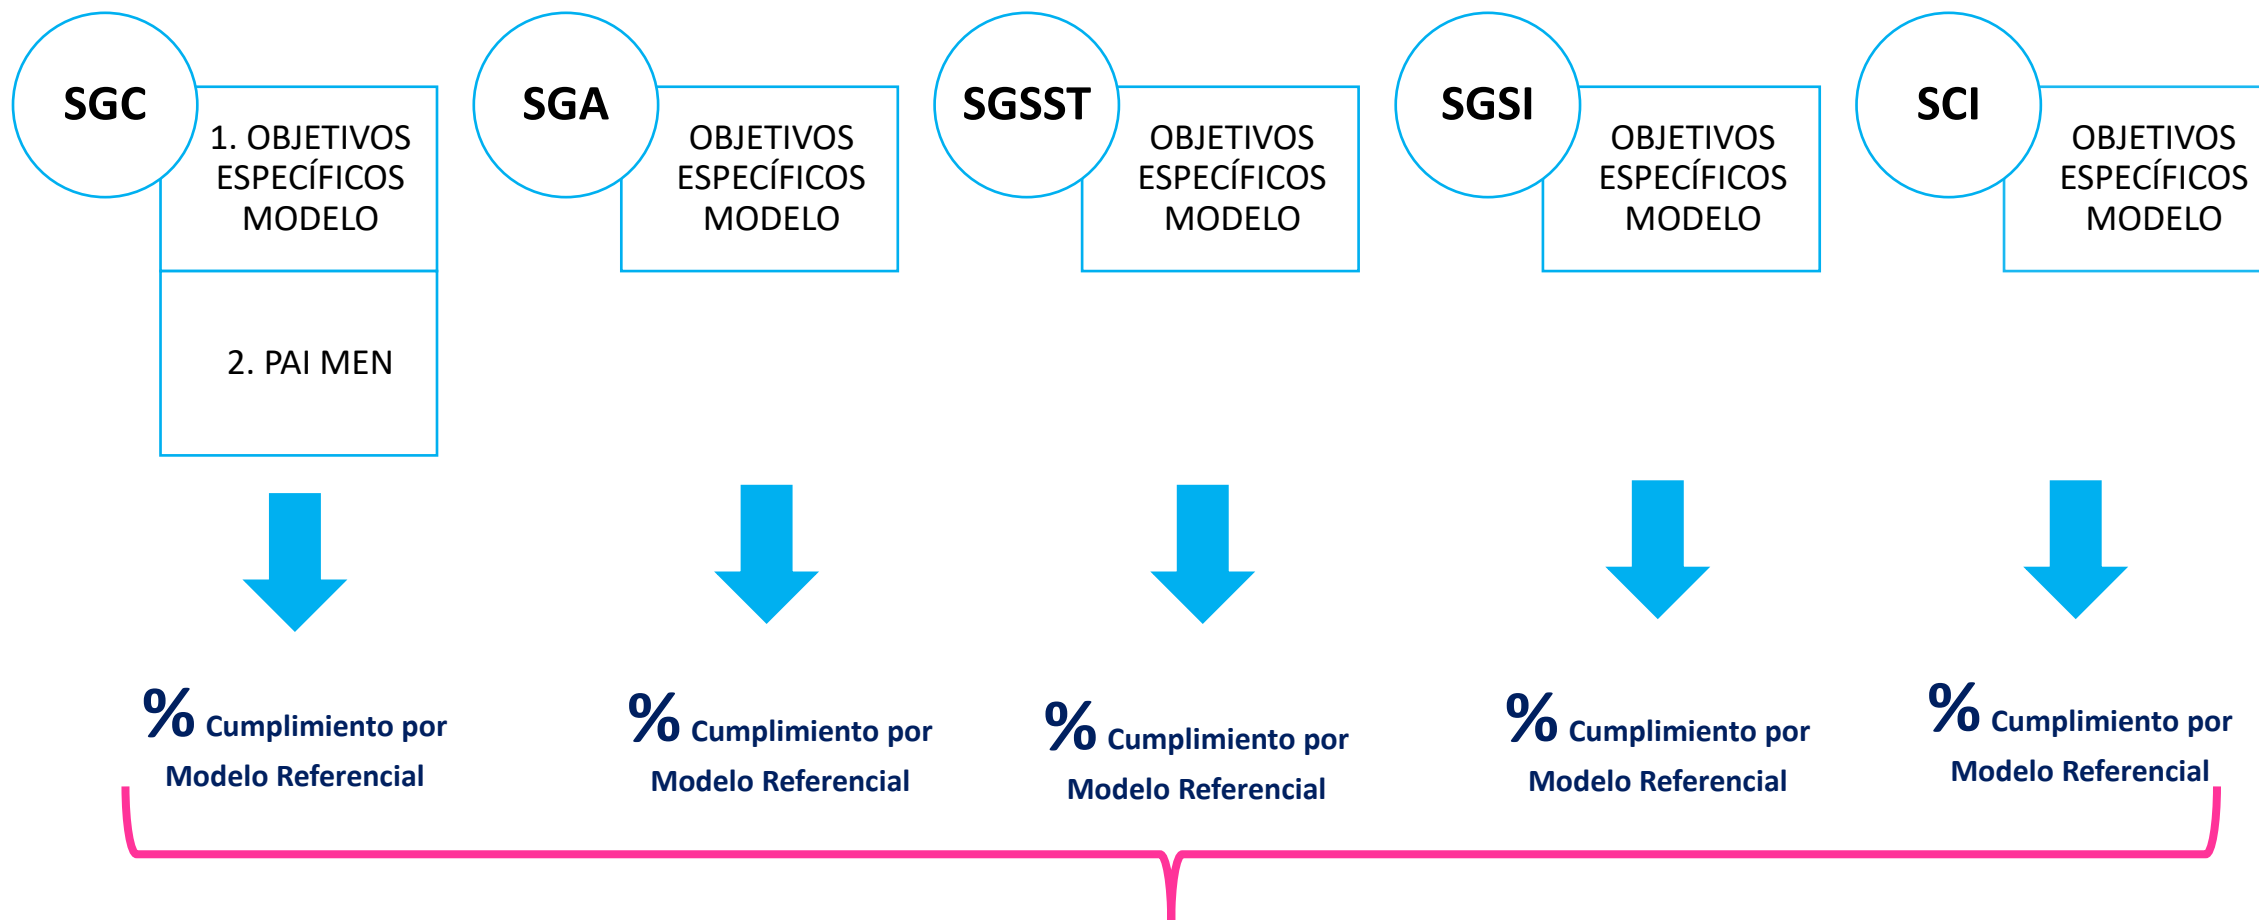 SGC
1. OBJETIVOS
ESPECÍFICOS
MODELO
2. PAI MEN
% Cumplimiento por
Modelo Referencial
SGA
OBJETIVOS
ESPECÍFICOS
MODELO
% Cumplimiento por
Modelo Referencial
SGSST
OBJETIVOS
ESPECÍFICOS
MODELO
% Cumplimiento por
Modelo Referencial
SGSI
OBJETIVOS
ESPECÍFICOS
MODELO
% Cumplimiento por
Modelo Referencial
SCI
OBJETIVOS
ESPECÍFICOS
MODELO
% Cumplimiento por
Modelo Referencial